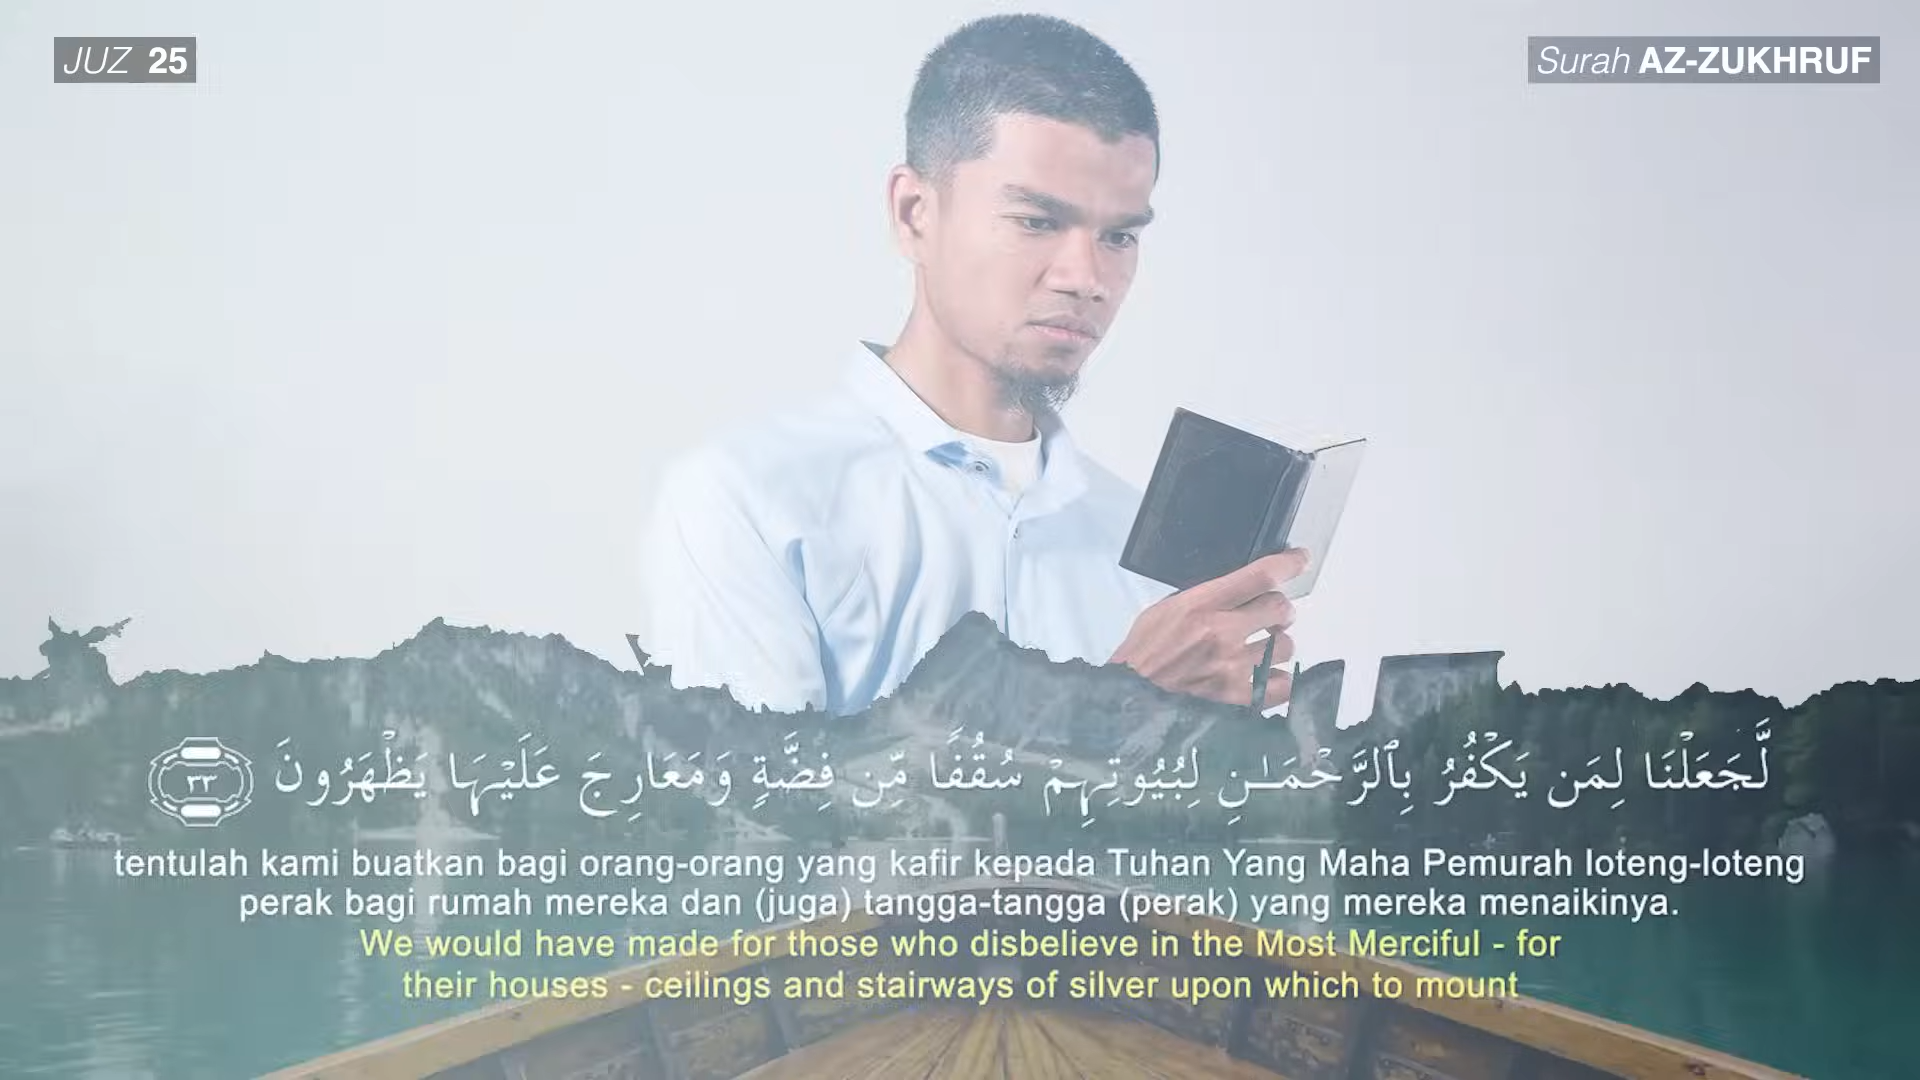 JUZ 25
Surah AZ-ZUKHRUF
لَّجَعَلْنَا لِمَن يَكْفُرُ بِٱلرَّحْمَـٰنِ لِبُيُوتِهِمْ سُقُفًا مِّن فِضَّةٍ وَمَعَارِجَ عَلَيْهَا يَظْهَرُونَ ٣٣
tentulah kami buatkan bagi orang-orang yang kafir kepada Tuhan Yang Maha Pemurah loteng-loteng
perak bagi rumah mereka dan (juga) tangga-tangga (perak) yang mereka menaikinya.
We would have made for those who disbelieve in the Most Merciful - for
their houses - ceilings and stairways of silver upon which to mount